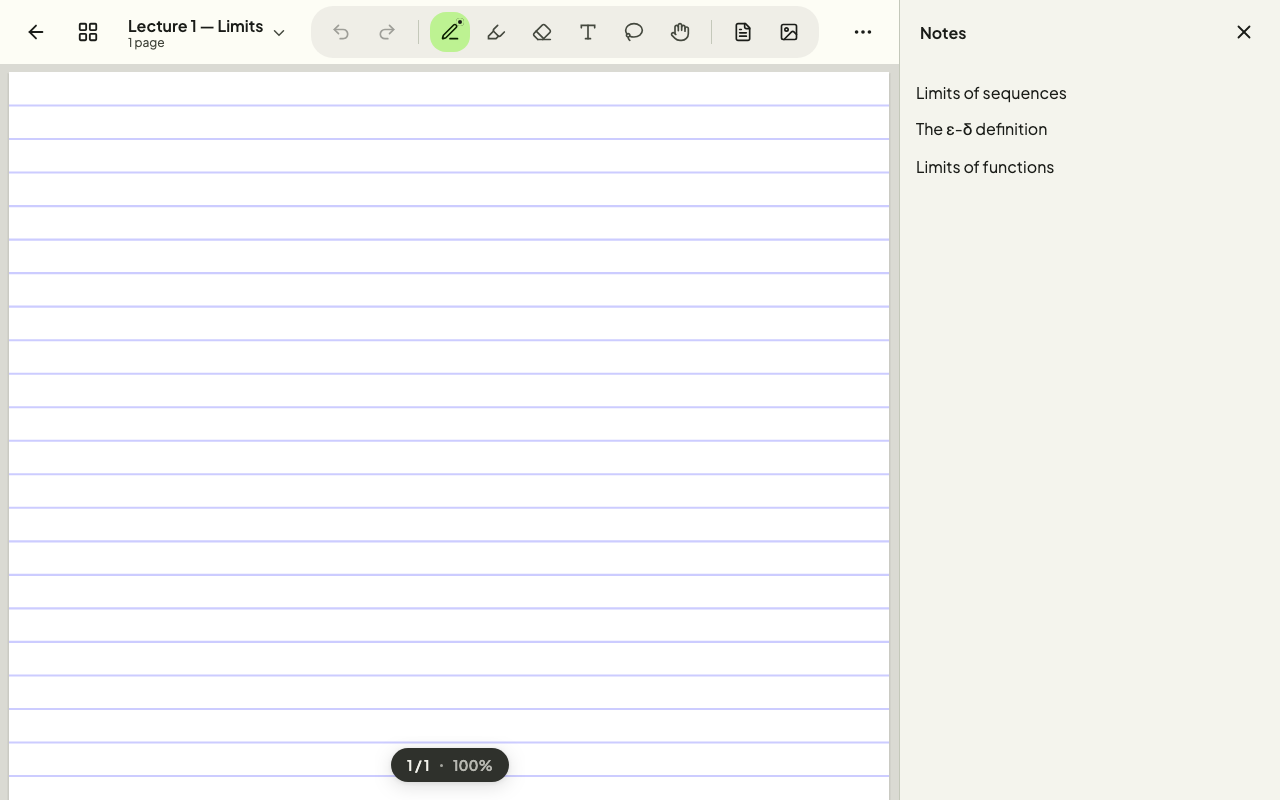 Lecture 1 — Limits
1 page
Notes
Limits of sequences
The ε-δ definition
Limits of functions
1 / 1 · 100%